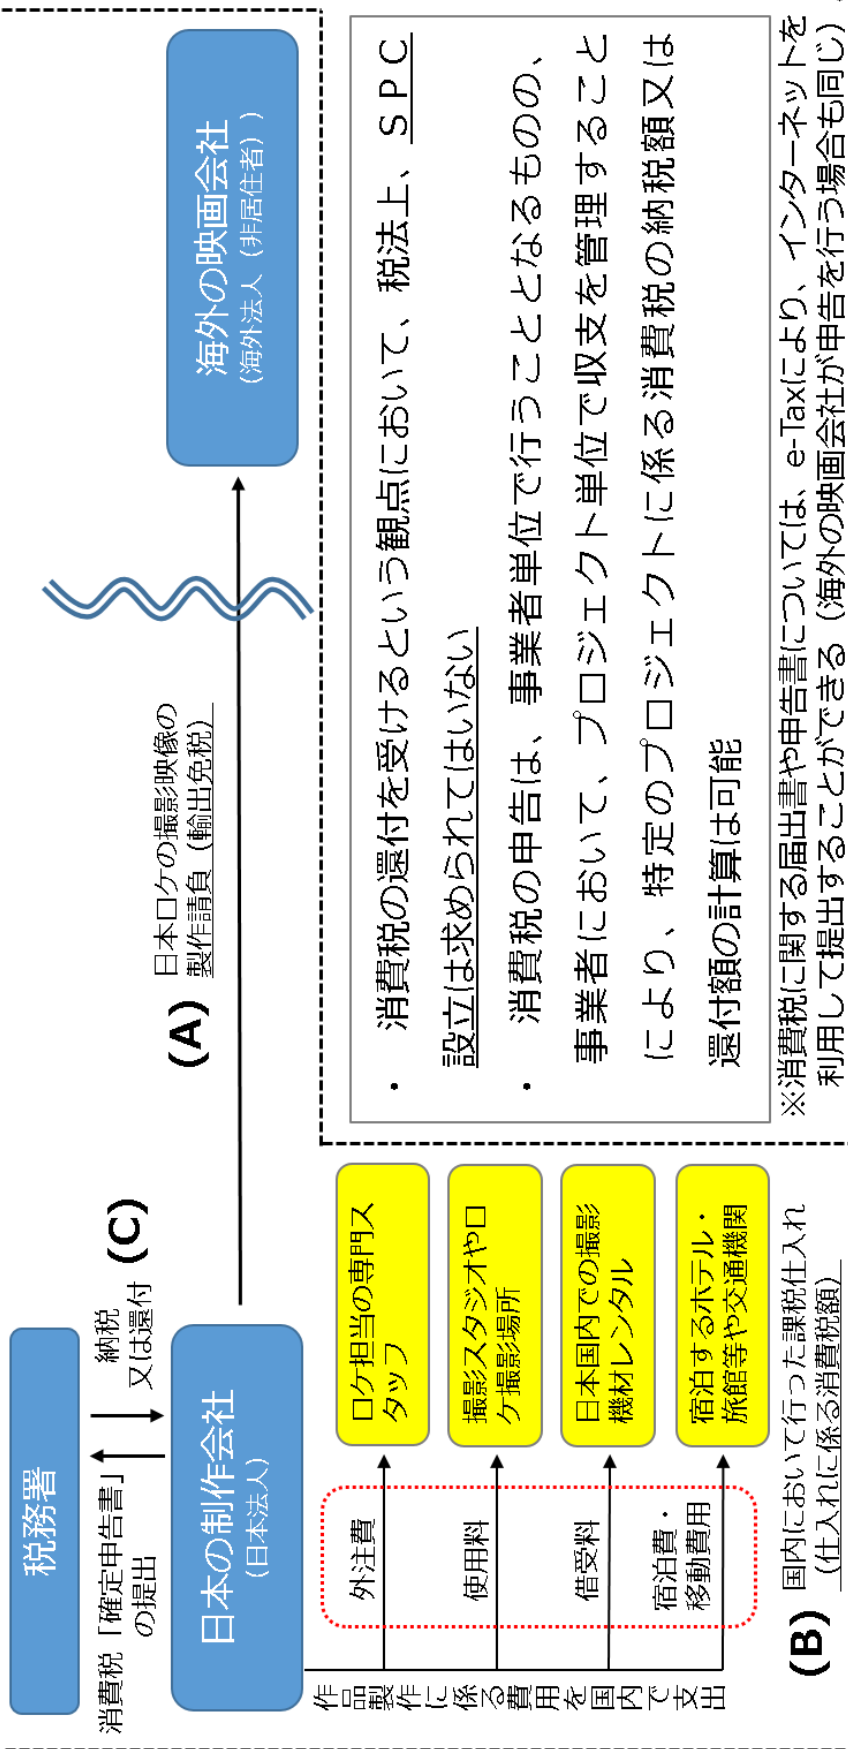 税務署
消費税「確定申告書」
の提出
納税
又は還付
(C)
日本の制作会社
(日本法人)
(A)
日本ロケの撮影映像の
製作請負（輸出免税）
海外の映画会社
(海外法人（非居住者））
作品製作に係る費用を国内で支出
外注費
ロケ担当の専門ス
タッフ
使用料
撮影スタジオやロ
ケ撮影場所
借受料
日本国内での撮影
機材レンタル
宿泊費・
移動費用
宿泊するホテル・
旅館等や交通機関
(B)
国内において行った課税仕入れ
（仕入れに係る消費税額）
・ 消費税の還付を受けるという観点において、税法上、ＳＰＣ
設立は求められてはいない
・ 消費税の申告は、事業者単位で行うこととなるものの、
事業者において、プロジェクト単位で収支を管理すること
により、特定のプロジェクトに係る消費税の納税額又は
還付額の計算は可能
※消費税に関する届出書や申告書については、e-Taxにより、インターネットを
利用して提出することができる（海外の映画会社が申告を行う場合も同じ）。